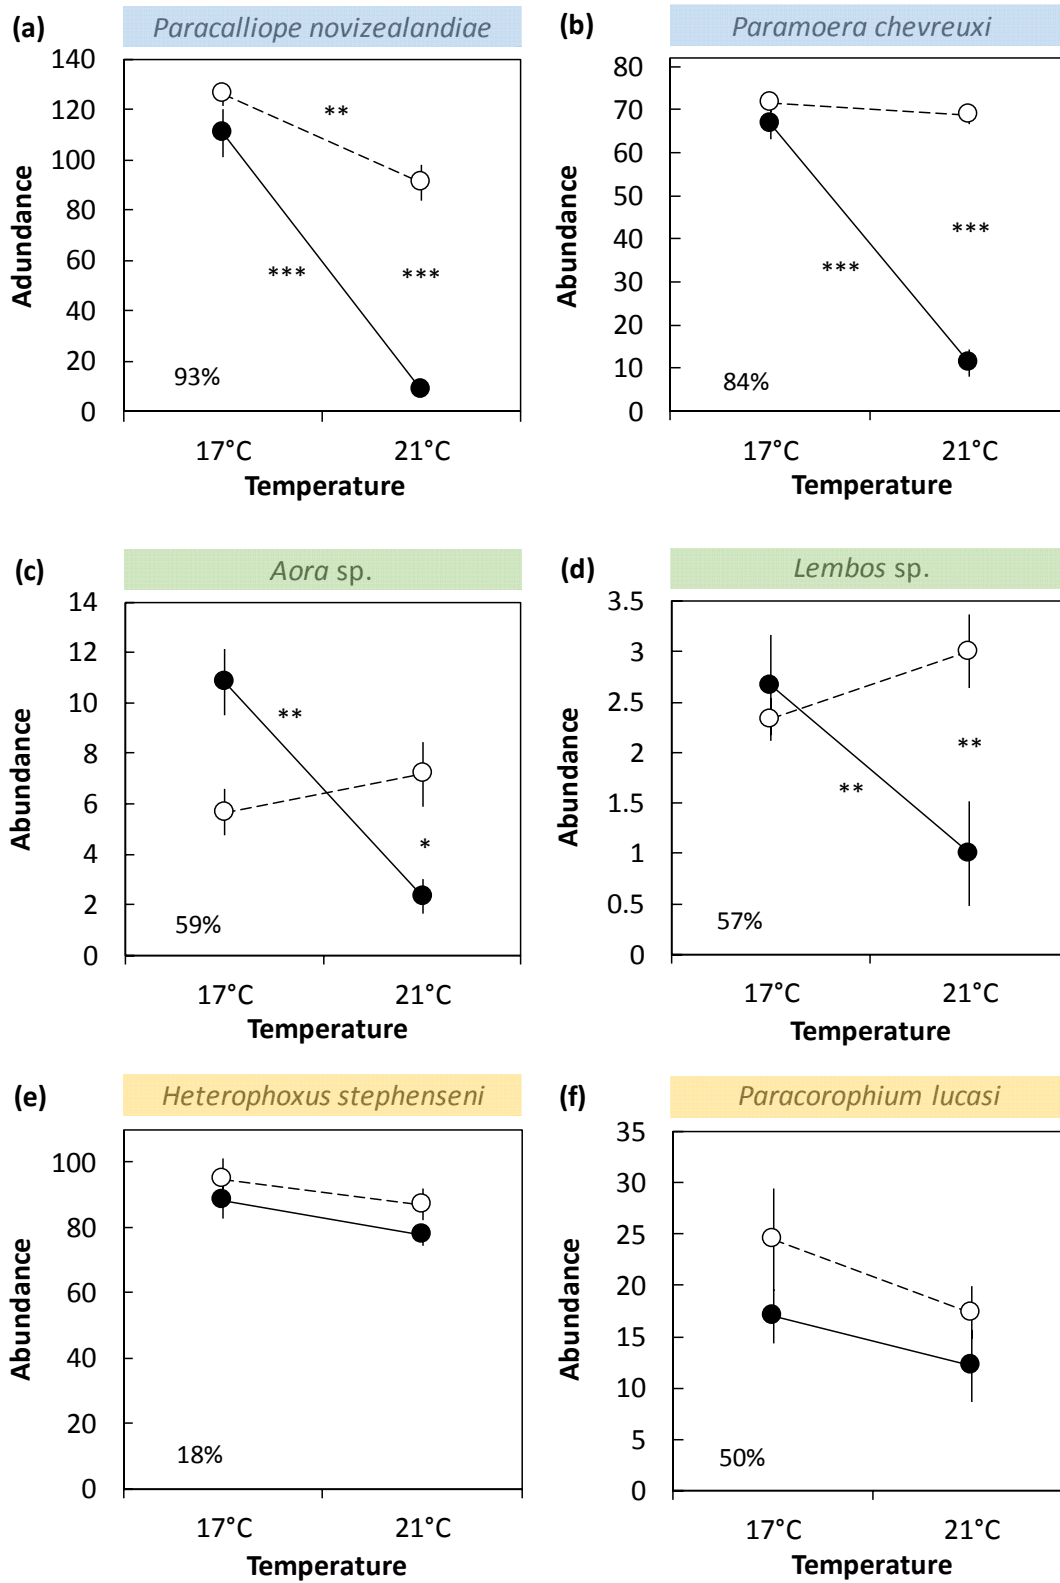 (a) Paracalliope novizealandiae
140
120
100
80
60
40
20
0
Adundance
**
***
***
93%
17°C 21°C
Temperature
(b) Paramoera chevreuxi
80
70
60
50
40
30
20
10
0
Abundance
***
***
84%
17°C 21°C
Temperature
(c) Aora sp.
14
12
10
8
6
4
2
0
Abundance
**
*
59%
17°C 21°C
Temperature
(d) Lembos sp.
3.5
3
2.5
2
1.5
1
0.5
0
Abundance
**
**
57%
17°C 21°C
Temperature
(e) Heterophoxus stephenseni
100
80
60
40
20
0
Abundance
18%
17°C 21°C
Temperature
(f) Paracorophium lucasi
35
30
25
20
15
10
5
0
Abundance
50%
17°C 21°C
Temperature